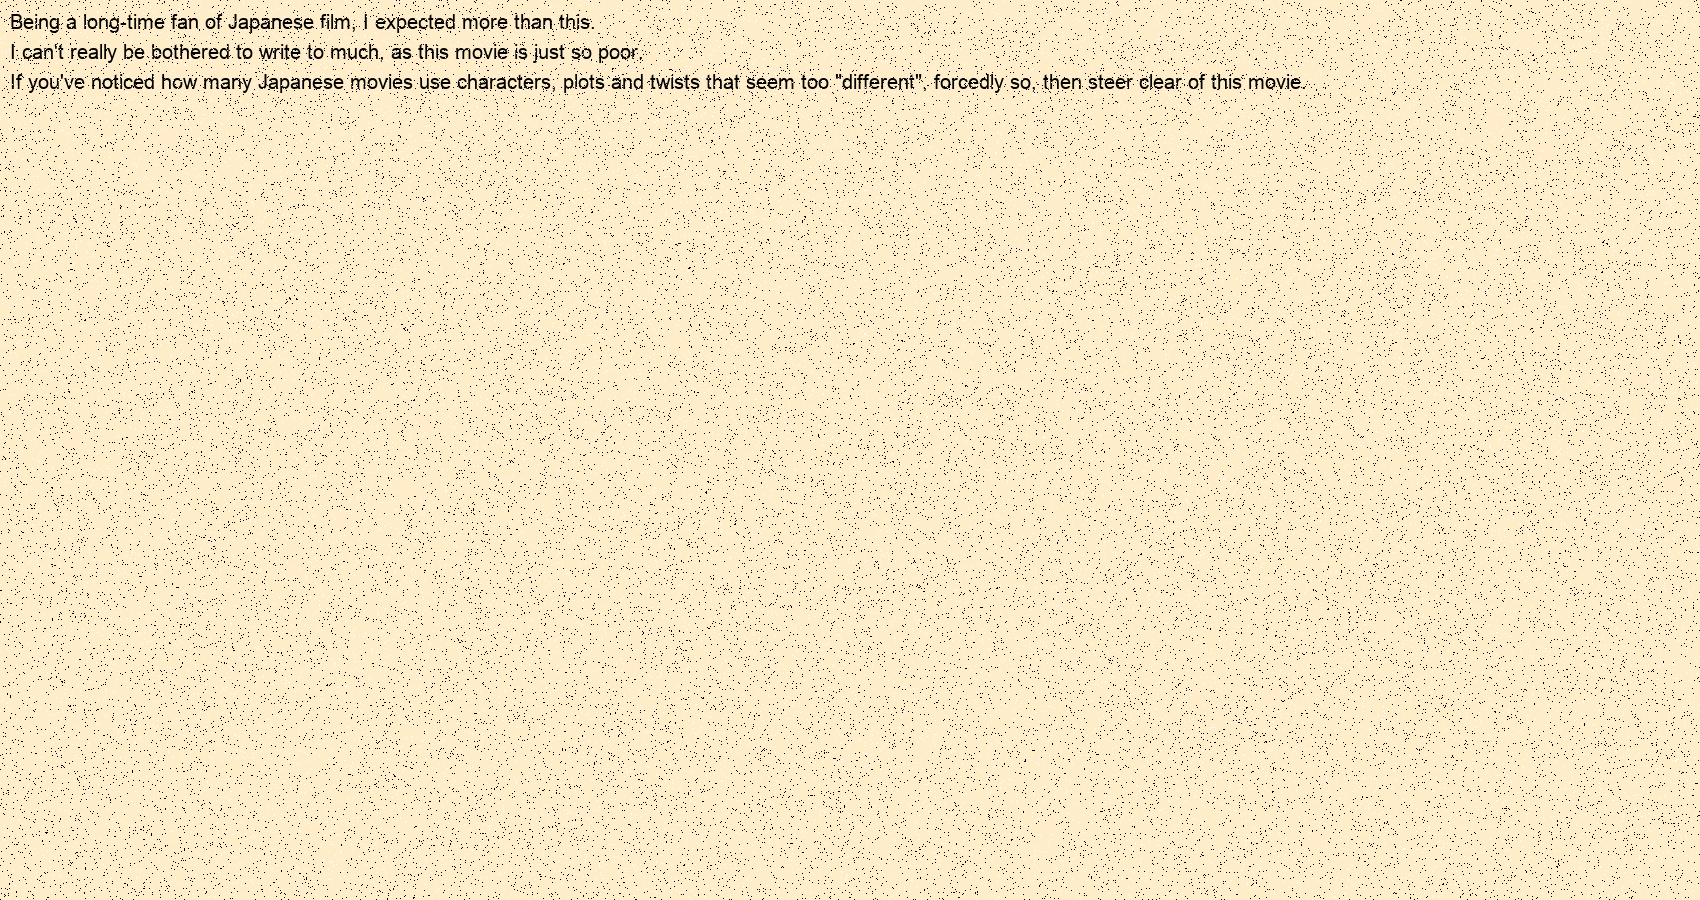 Being a long-time fan of Japanese film, I expected more than this.
I can't really be bothered to write to much, as this movie is just so poor.
If you've noticed how many Japanese movies use characters, plots and twists that seem too "different", forcedly so, then steer clear of this movie.